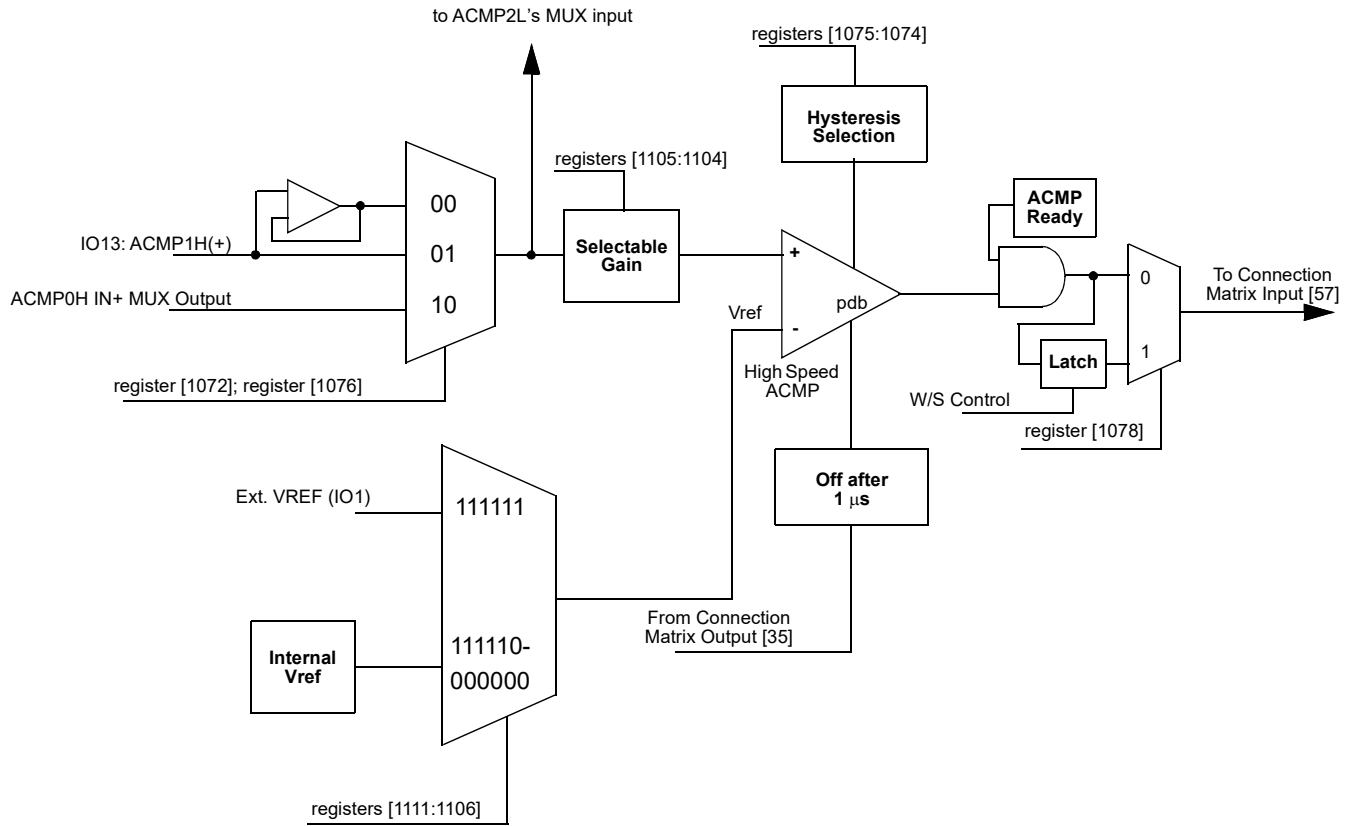 to ACMP2L's MUX input
registers [1075:1074]
Hysteresis
Selection
registers [1105:1104]
ACMP
Ready
00
IO13: ACMP1H(+)
01
Selectable
Gain
+
0
To Connection
Matrix Input [57]
ACMP0H IN+ MUX Output
10
pdb
Vref
-
1
Latch
High Speed
ACMP
register [1072]; register [1076]
W/S Control
register [1078]
Off after
1 μs
Ext. VREF (IO1)
111111
From Connection
Matrix Output [35]
Internal
Vref
111110-
000000
registers [1111:1106]